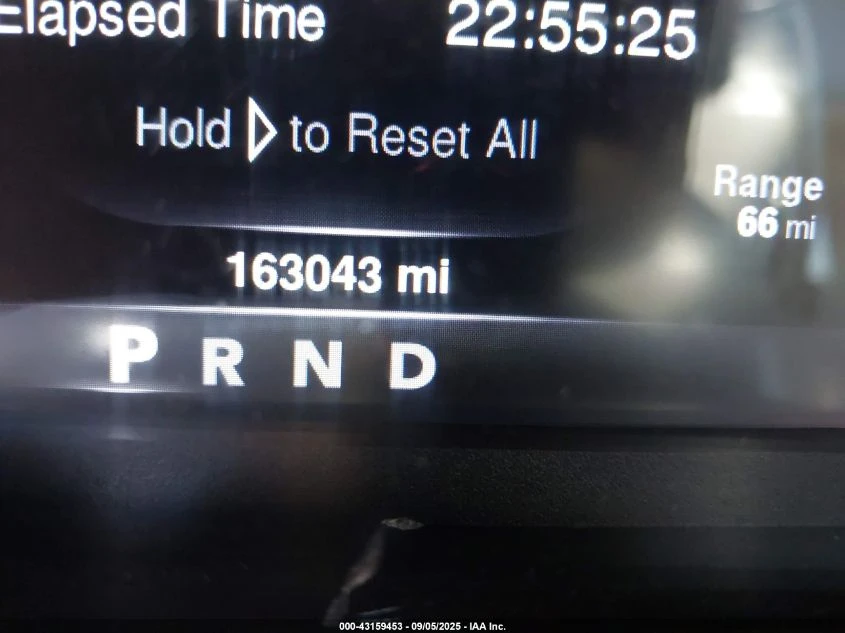 Elapsed Time 22:55:25
Hold ▷ to Reset All
Range
66 mi
163043 mi
P R N D
000-43159453 - 09/05/2025 - IAA Inc.